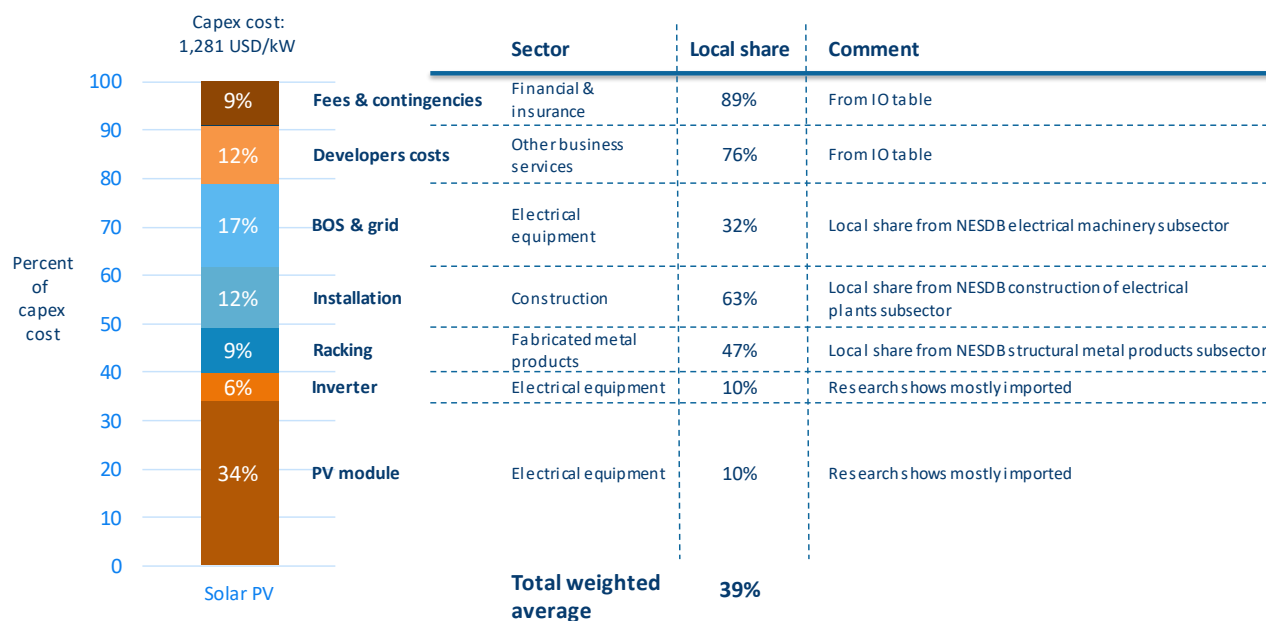 Capex cost:
1,281 USD/kW
Sector
Local share
Comment
100
90
80
70
60
50
40
30
20
10
0
Percent
of
capex
cost
9%
Fees & contingencies
Financial &
insurance
89%
From IO table
12%
Developers costs
Other business
services
76%
From IO table
17%
BOS & grid
Electrical
equipment
32%
Local share from NESDB electrical machinery subsector
12%
Installation
Construction
63%
Local share from NESDB construction of electrical
plants subsector
9%
Racking
Fabricated metal
products
47%
Local share from NESDB structural metal products subsector
6%
Inverter
Electrical equipment
10%
Research shows mostly imported
34%
PV module
Electrical equipment
10%
Research shows mostly imported
Solar PV
Total weighted
average
39%